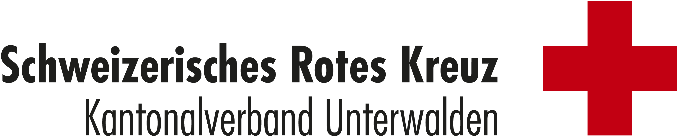 Schweizerisches Rotes Kreuz
Kantonalverband Unterwalden